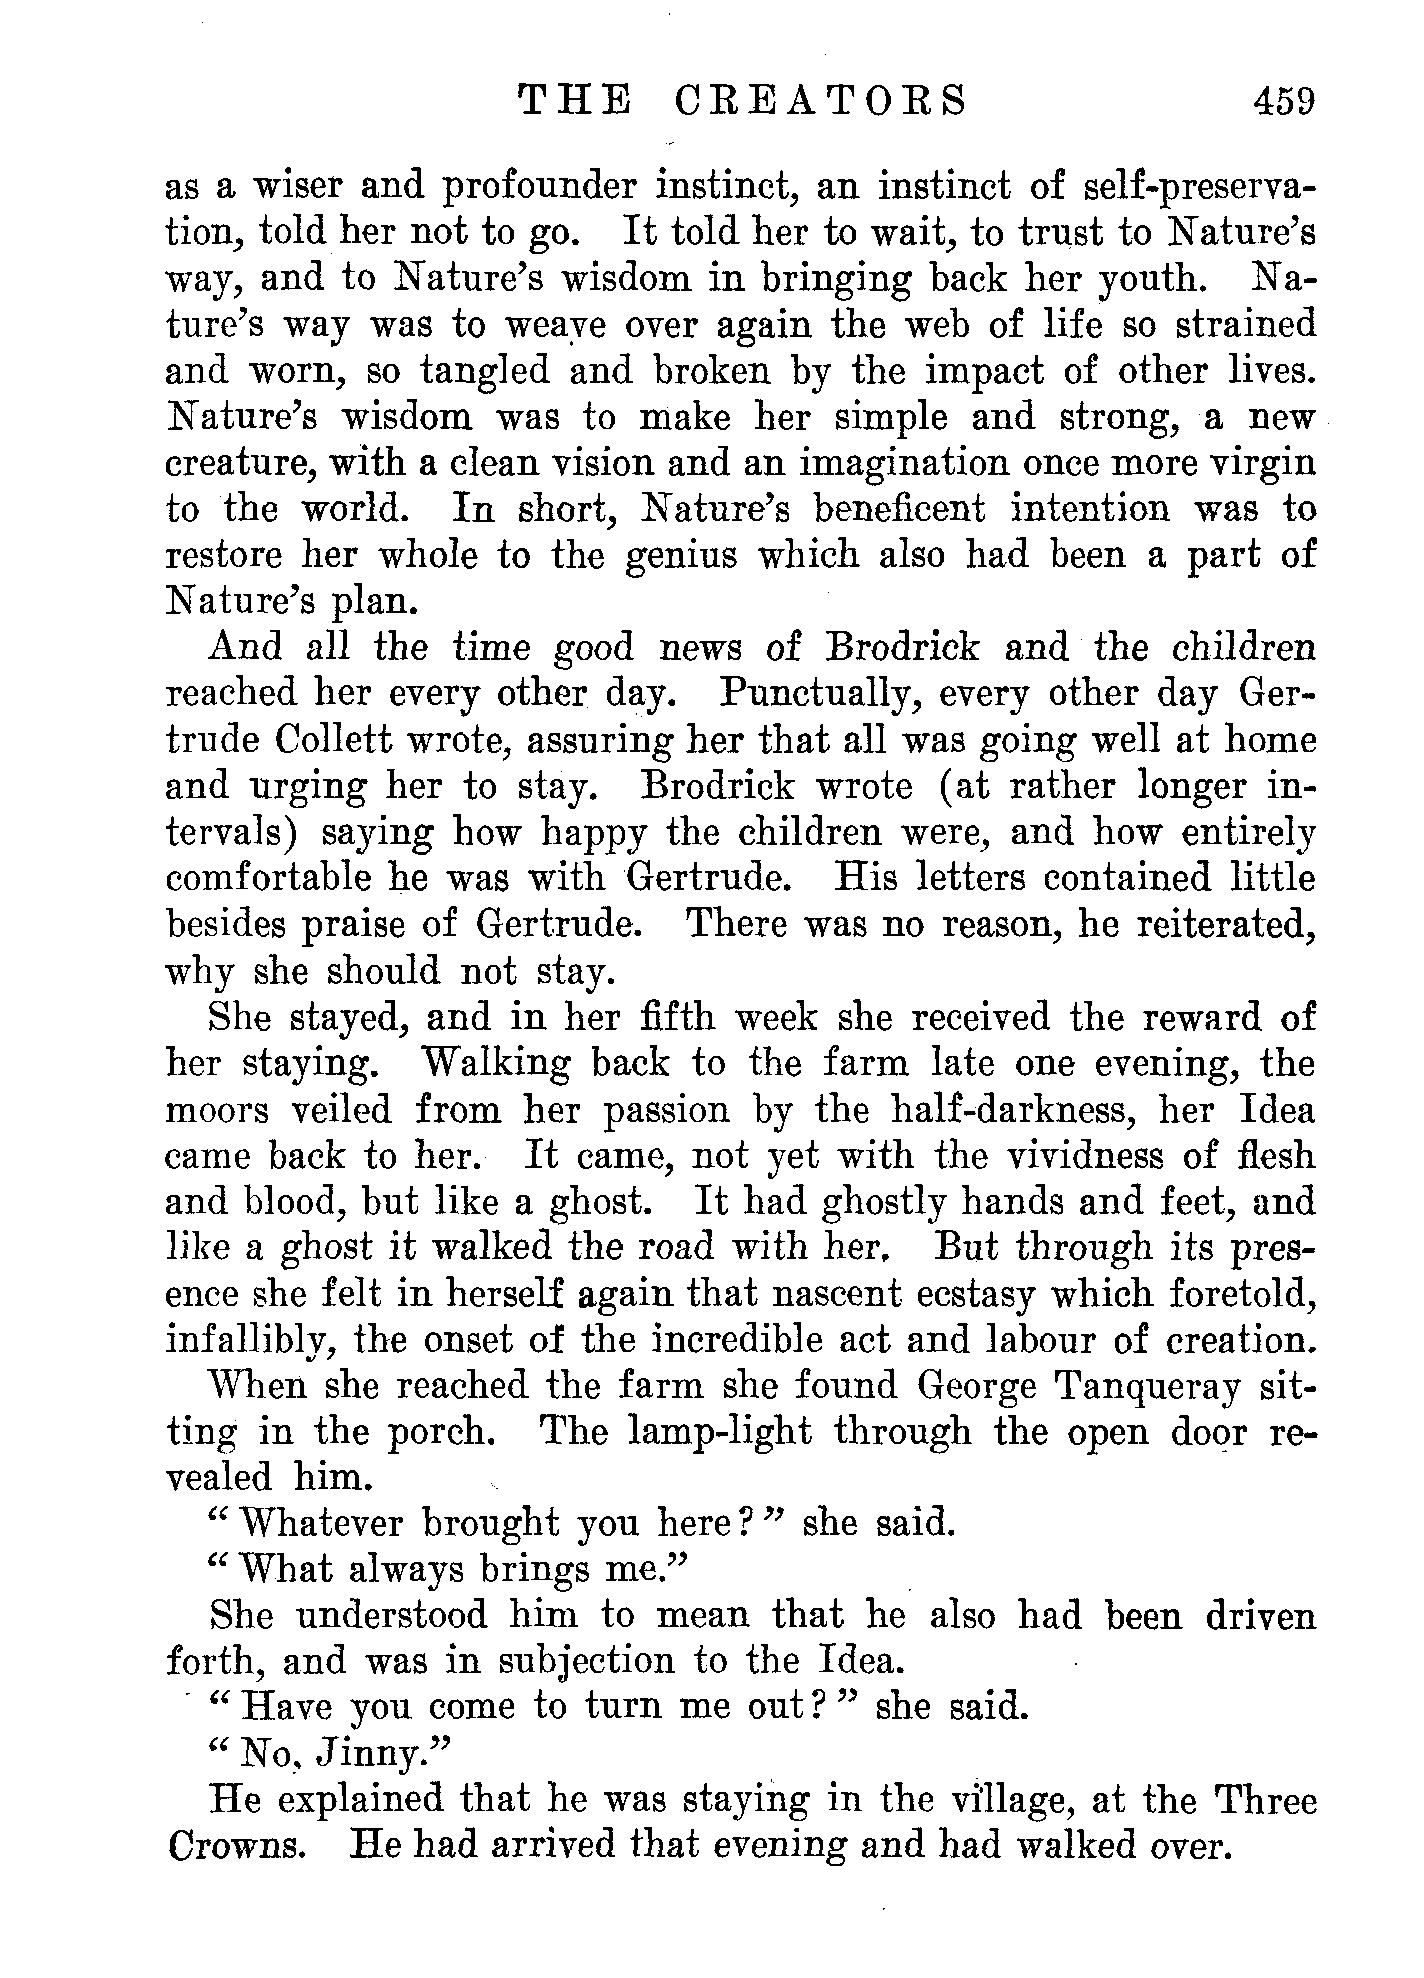 THE CREATORS 459
as a wiser and profounder instinct, an instinct of self-preserva-
tion, told her not to go. It told her to wait, to trust to Nature's
way, and to Nature's wisdom in bringing back her youth. Na-
ture's way was to weave over again the web of life so strained
and worn, so tangled and broken by the impact of other lives.
Nature's wisdom was to make her simple and strong, a new
creature, with a clean vision and an imagination once more virgin
to the world. In short, Nature's beneficent intention was to
restore her whole to the genius which also had been a part of
Nature's plan.
And all the time good news of Brodrick and the children
reached her every other day. Punctually, every other day Ger-
trude Collett wrote, assuring her that all was going well at home
and urging her to stay. Brodrick wrote (at rather longer in-
tervals) saying how happy the children were, and how entirely
comfortable he was with Gertrude. His letters contained little
besides praise of Gertrude. There was no reason, he reiterated,
why she should not stay.
She stayed, and in her fifth week she received the reward of
her staying. Walking back to the farm late one evening, the
moors veiled from her passion by the half-darkness, her Idea
came back to her. It came, not yet with the vividness of flesh
and blood, but like a ghost. It had ghostly hands and feet, and
like a ghost it walked the road with her. But through its pres-
ence she felt in herself again that nascent ecstasy which foretold,
infallibly, the onset of the incredible act and labour of creation.
When she reached the farm she found George Tanqueray sit-
ting in the porch. The lamp-light through the open door re-
vealed him.
"Whatever brought you here?" she said.
"What always brings me."
She understood him to mean that he also had been driven
forth, and was in subjection to the Idea.
"Have you come to turn me out?" she said.
"No, Jinny."
He explained that he was staying in the village, at the Three
Crowns. He had arrived that evening and had walked over.